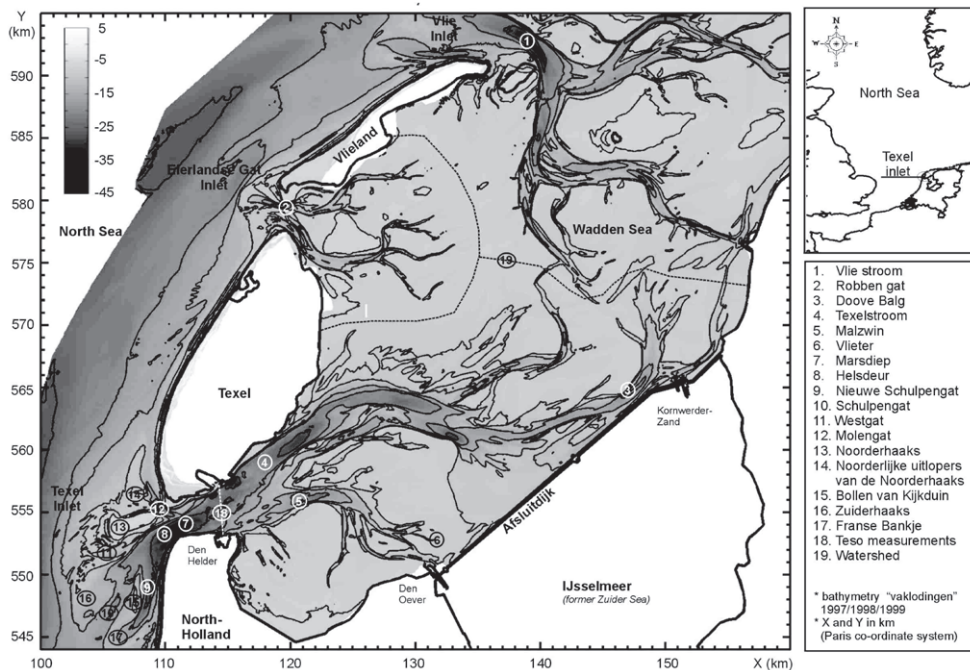 Y
(km)
5
-5
-15
-25
-35
-45
590
585
580
575
570
565
560
555
550
545
100
110
120
130
140
150
X (km)
Vlie
Inlet
1
Vlieland
Eierlandse Gat
Inlet
2
North Sea
Wadden Sea
19
Texel
3
Kornwerder-
Zand
4
Afsluitdijk
Texel
Inlet
14
12
13
7
18
5
11
8
6
Den
Helder
9
16
15
10
17
Den
Oever
IJsselmeer
(former Zuider Sea)
North-
Holland
N
W
E
S
North Sea
Texel
inlet
1. Vlie stroom
2. Robben gat
3. Doove Balg
4. Texelstroom
5. Malzwin
6. Vlieter
7. Marsdiep
8. Helsdeur
9. Nieuwe Schulpengat
10. Schulpengat
11. Westgat
12. Molengat
13. Noorderhaaks
14. Noorderlijke uitlopers
van de Noorderhaaks
15. Bollen van Kijkduin
16. Zuiderhaaks
17. Franse Bankje
18. Teso measurements
19. Watershed
* bathymetry "vaklodingen"
1997/1998/1999
* X and Y in km
(Paris co-ordinate system)